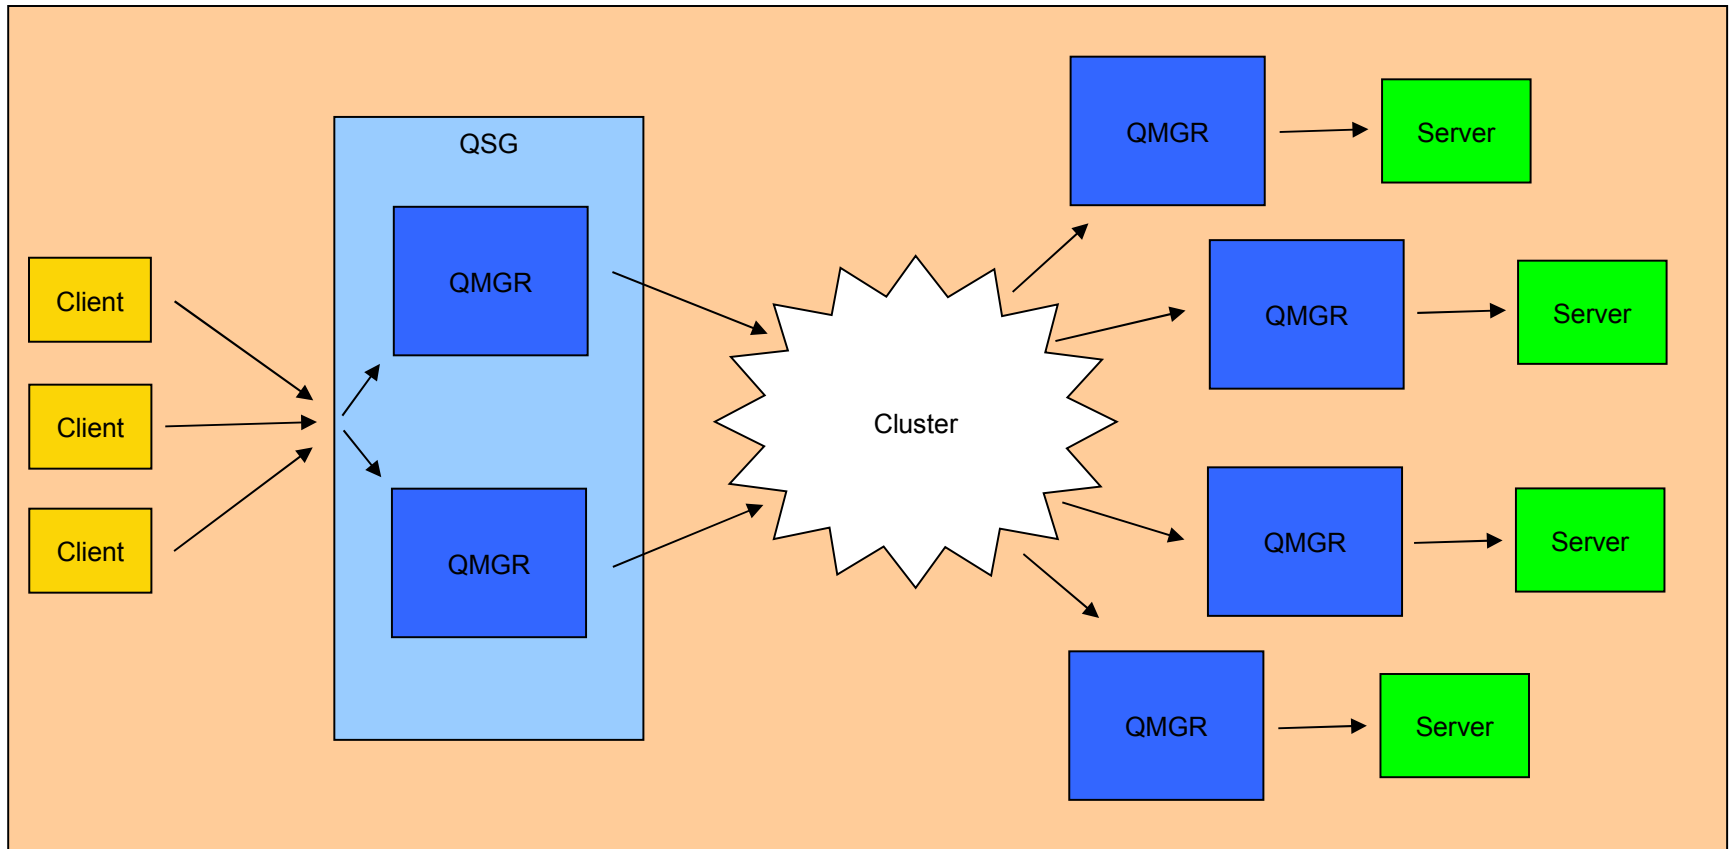 QSG
Client
Client
Client
QMGR
QMGR
Cluster
QMGR
Server
QMGR
Server
QMGR
Server
QMGR
Server